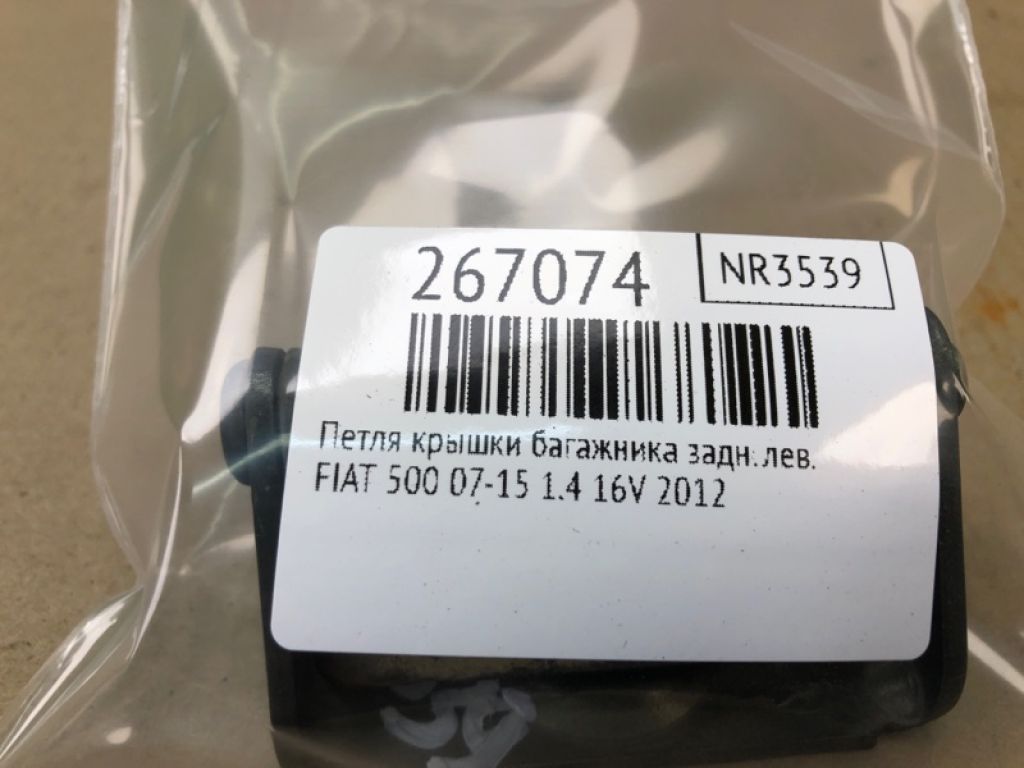 267074
NR3539
Петля крышки багажника задн.лев.
FIAT 500 07-15 1.4 16V 2012